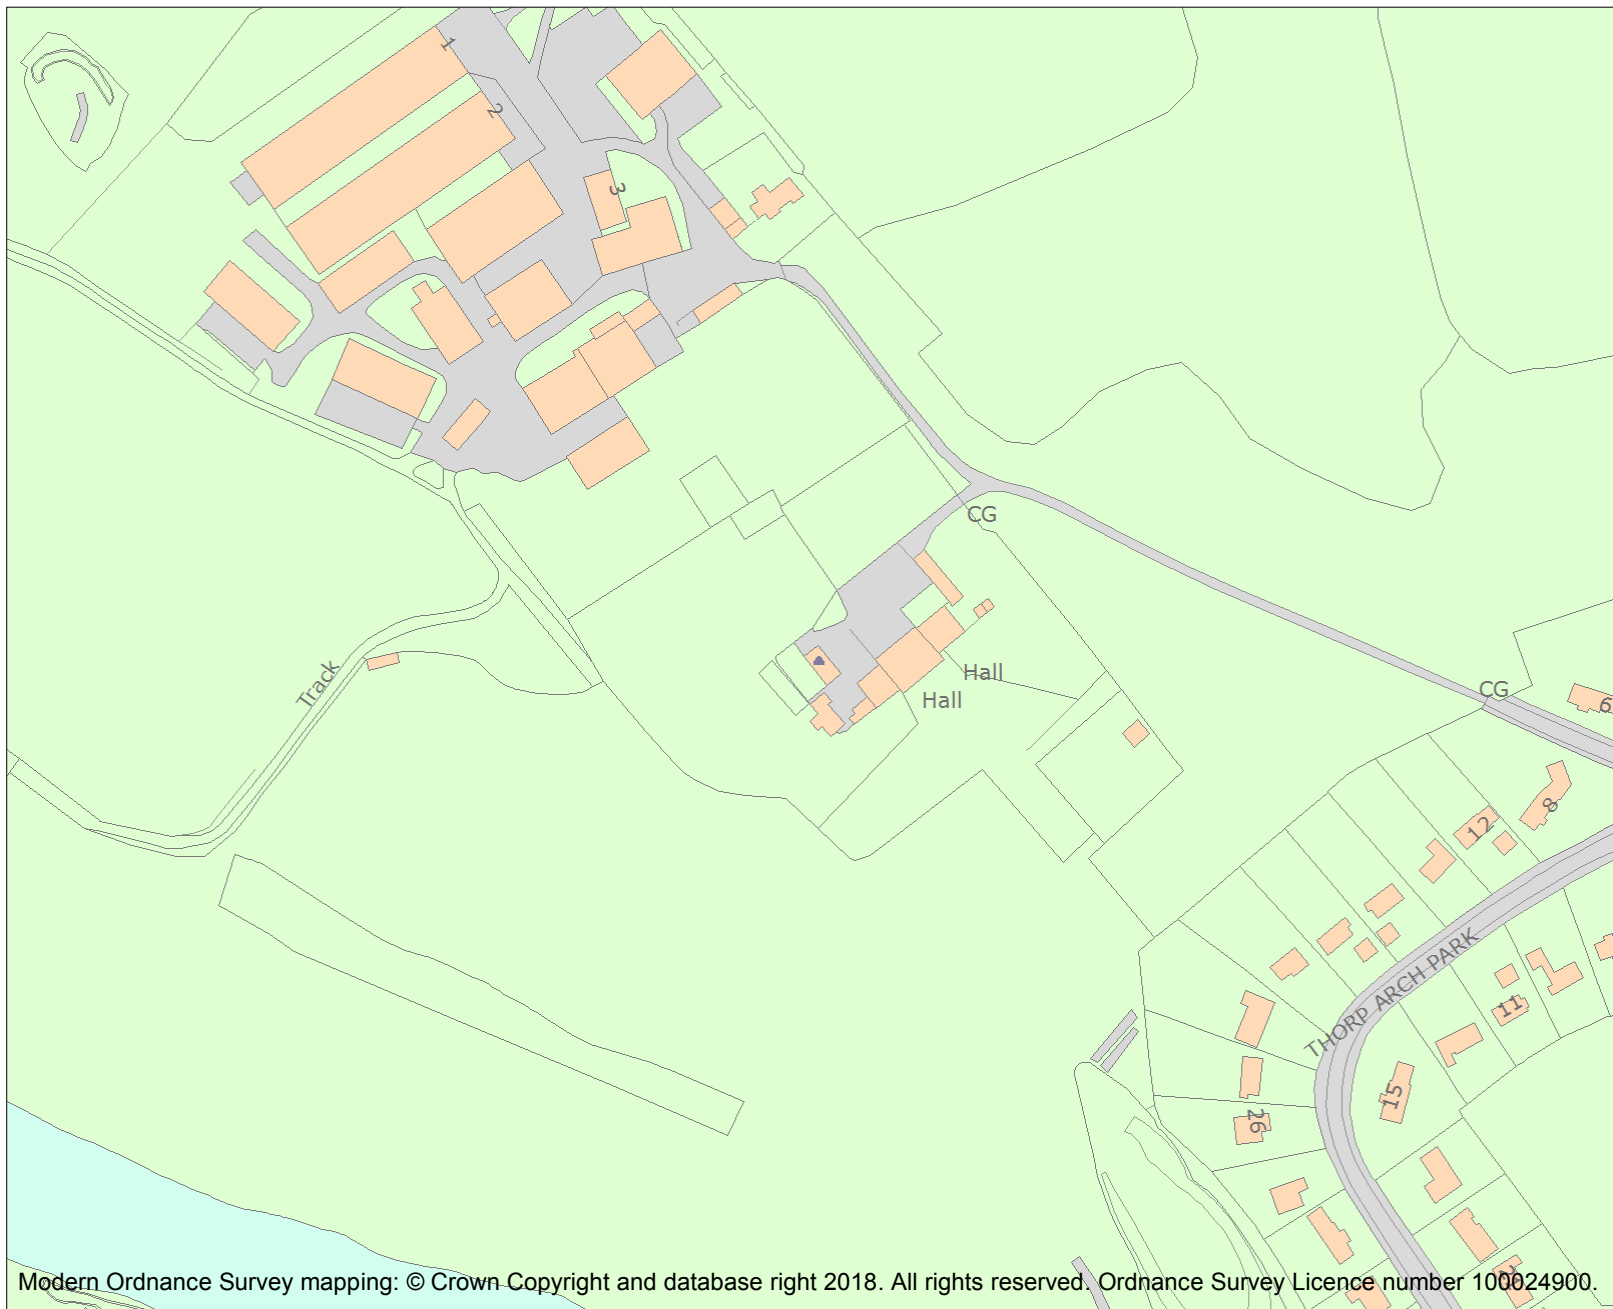 1
2
3
CG
Hall
Hall
Track
CG
6
8
12
THORP ARCH PARK
11
15
26
Modern Ordnance Survey mapping: © Crown Copyright and database right 2018. All rights reserved. Ordnance Survey Licence number 100024900.